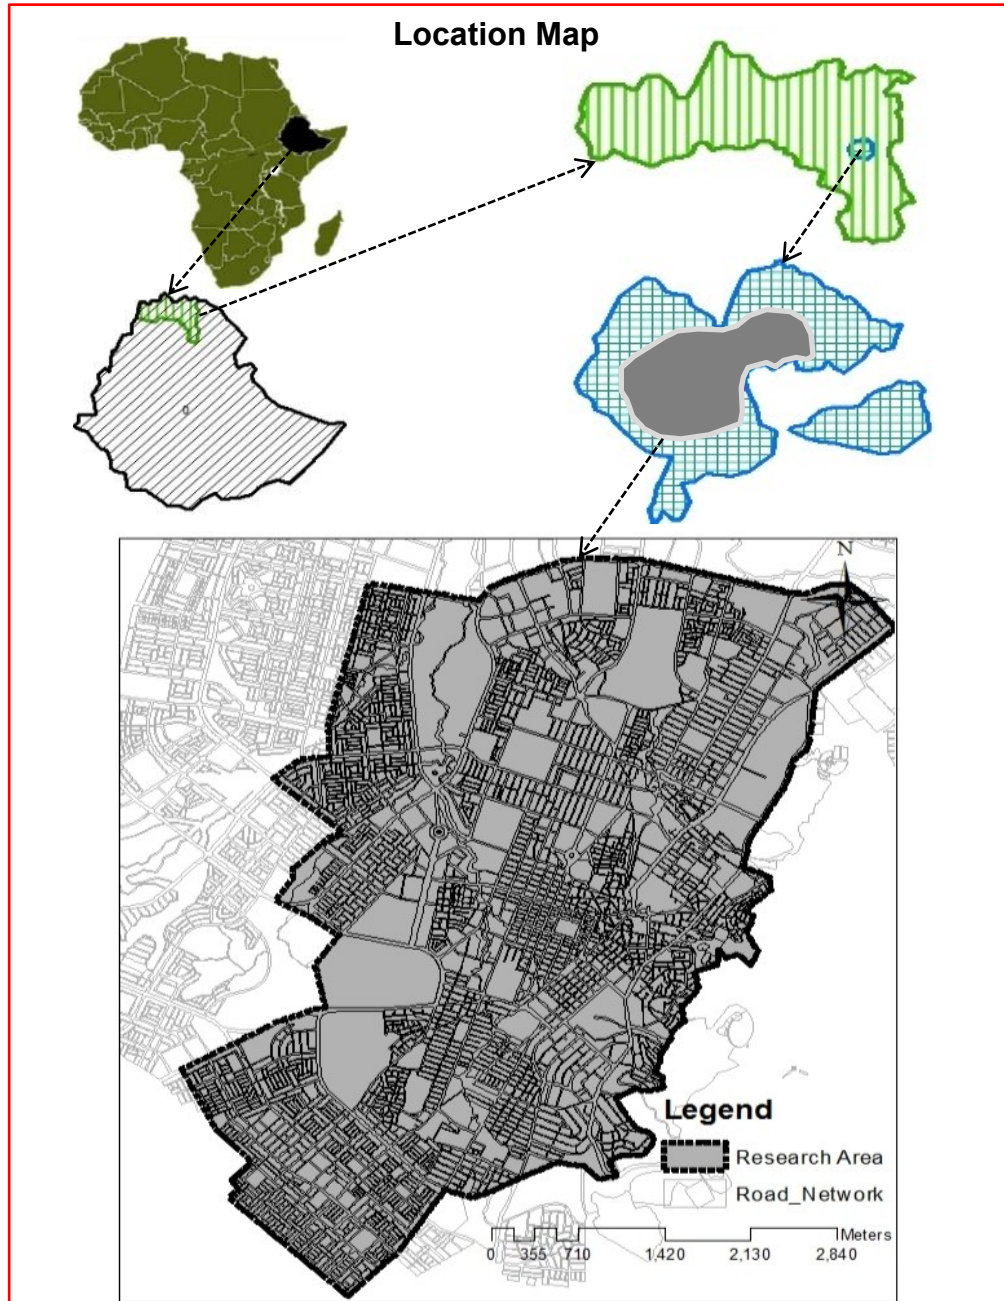 Location Map
N
Legend
Research Area
Road_Network
Meters
0 355 710 1,420 2,130 2,840